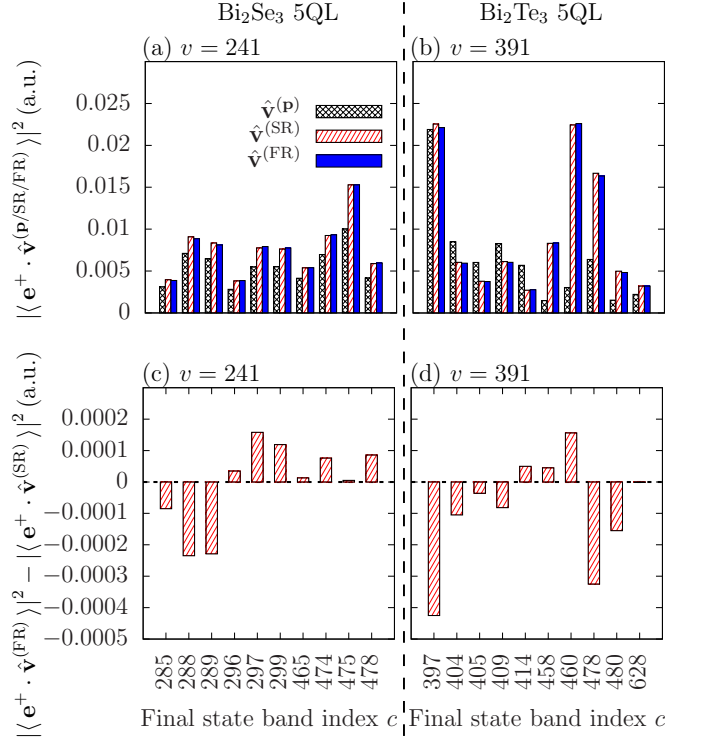 Bi₂Se₃ 5QL
Bi₂Te₃ 5QL
(a) v = 241
(b) v = 391
|⟨ e⁺ · v̂^(p/SR/FR) ⟩|² (a.u.)
0.025
0.02
0.015
0.01
0.005
0
v̂^(p)
v̂^(SR)
v̂^(FR)
(c) v = 241
(d) v = 391
|⟨ e⁺ · v̂^(FR) ⟩|² − |⟨ e⁺ · v̂^(SR) ⟩|² (a.u.)
0.0002
0.0001
0
−0.0001
−0.0002
−0.0003
−0.0004
−0.0005
285 288 289 296 297 299 465 474 475 478
397 404 405 409 414 458 460 478 480 628
Final state band index c
Final state band index c